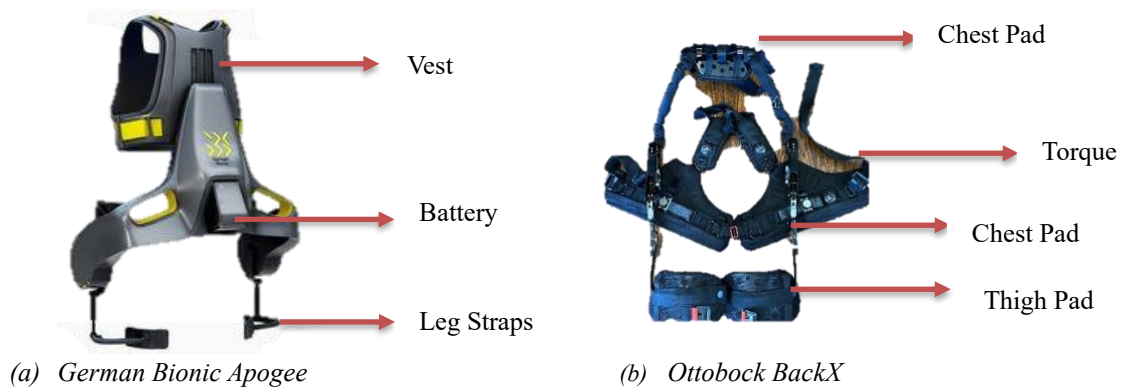 Chest Pad
Vest
Torque
Battery
Chest Pad
Thigh Pad
Leg Straps
(a) German Bionic Apogee
(b) Ottobock BackX